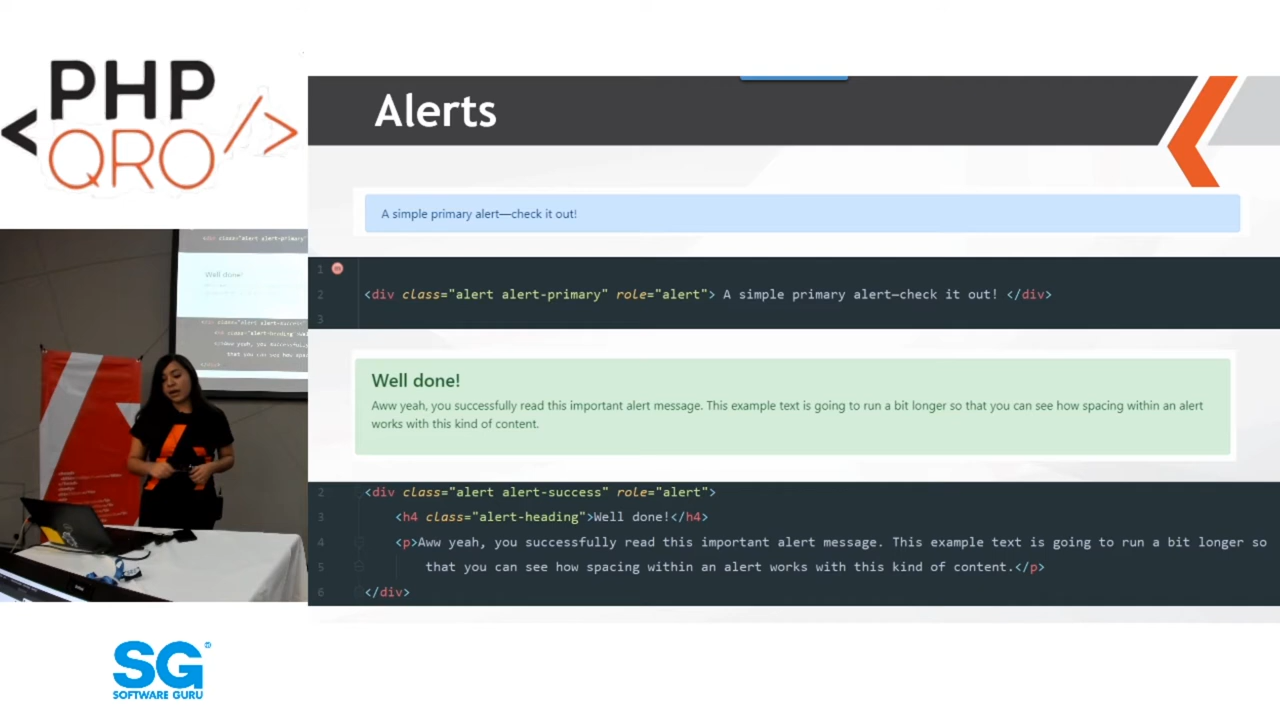 PHP
QRO
Alerts
A simple primary alert—check it out!
1
2 <div class="alert alert-primary" role="alert"> A simple primary alert—check it out! </div>
3
Well done!
Aww yeah, you successfully read this important alert message. This example text is going to run a bit longer so that you can see how spacing within an alert
works with this kind of content.
2 <div class="alert alert-success" role="alert">
3 <h4 class="alert-heading">Well done!</h4>
4 <p>Aww yeah, you successfully read this important alert message. This example text is going to run a bit longer so
5 that you can see how spacing within an alert works with this kind of content.</p>
6 </div>
Well done!
SG®
SOFTWARE GURU